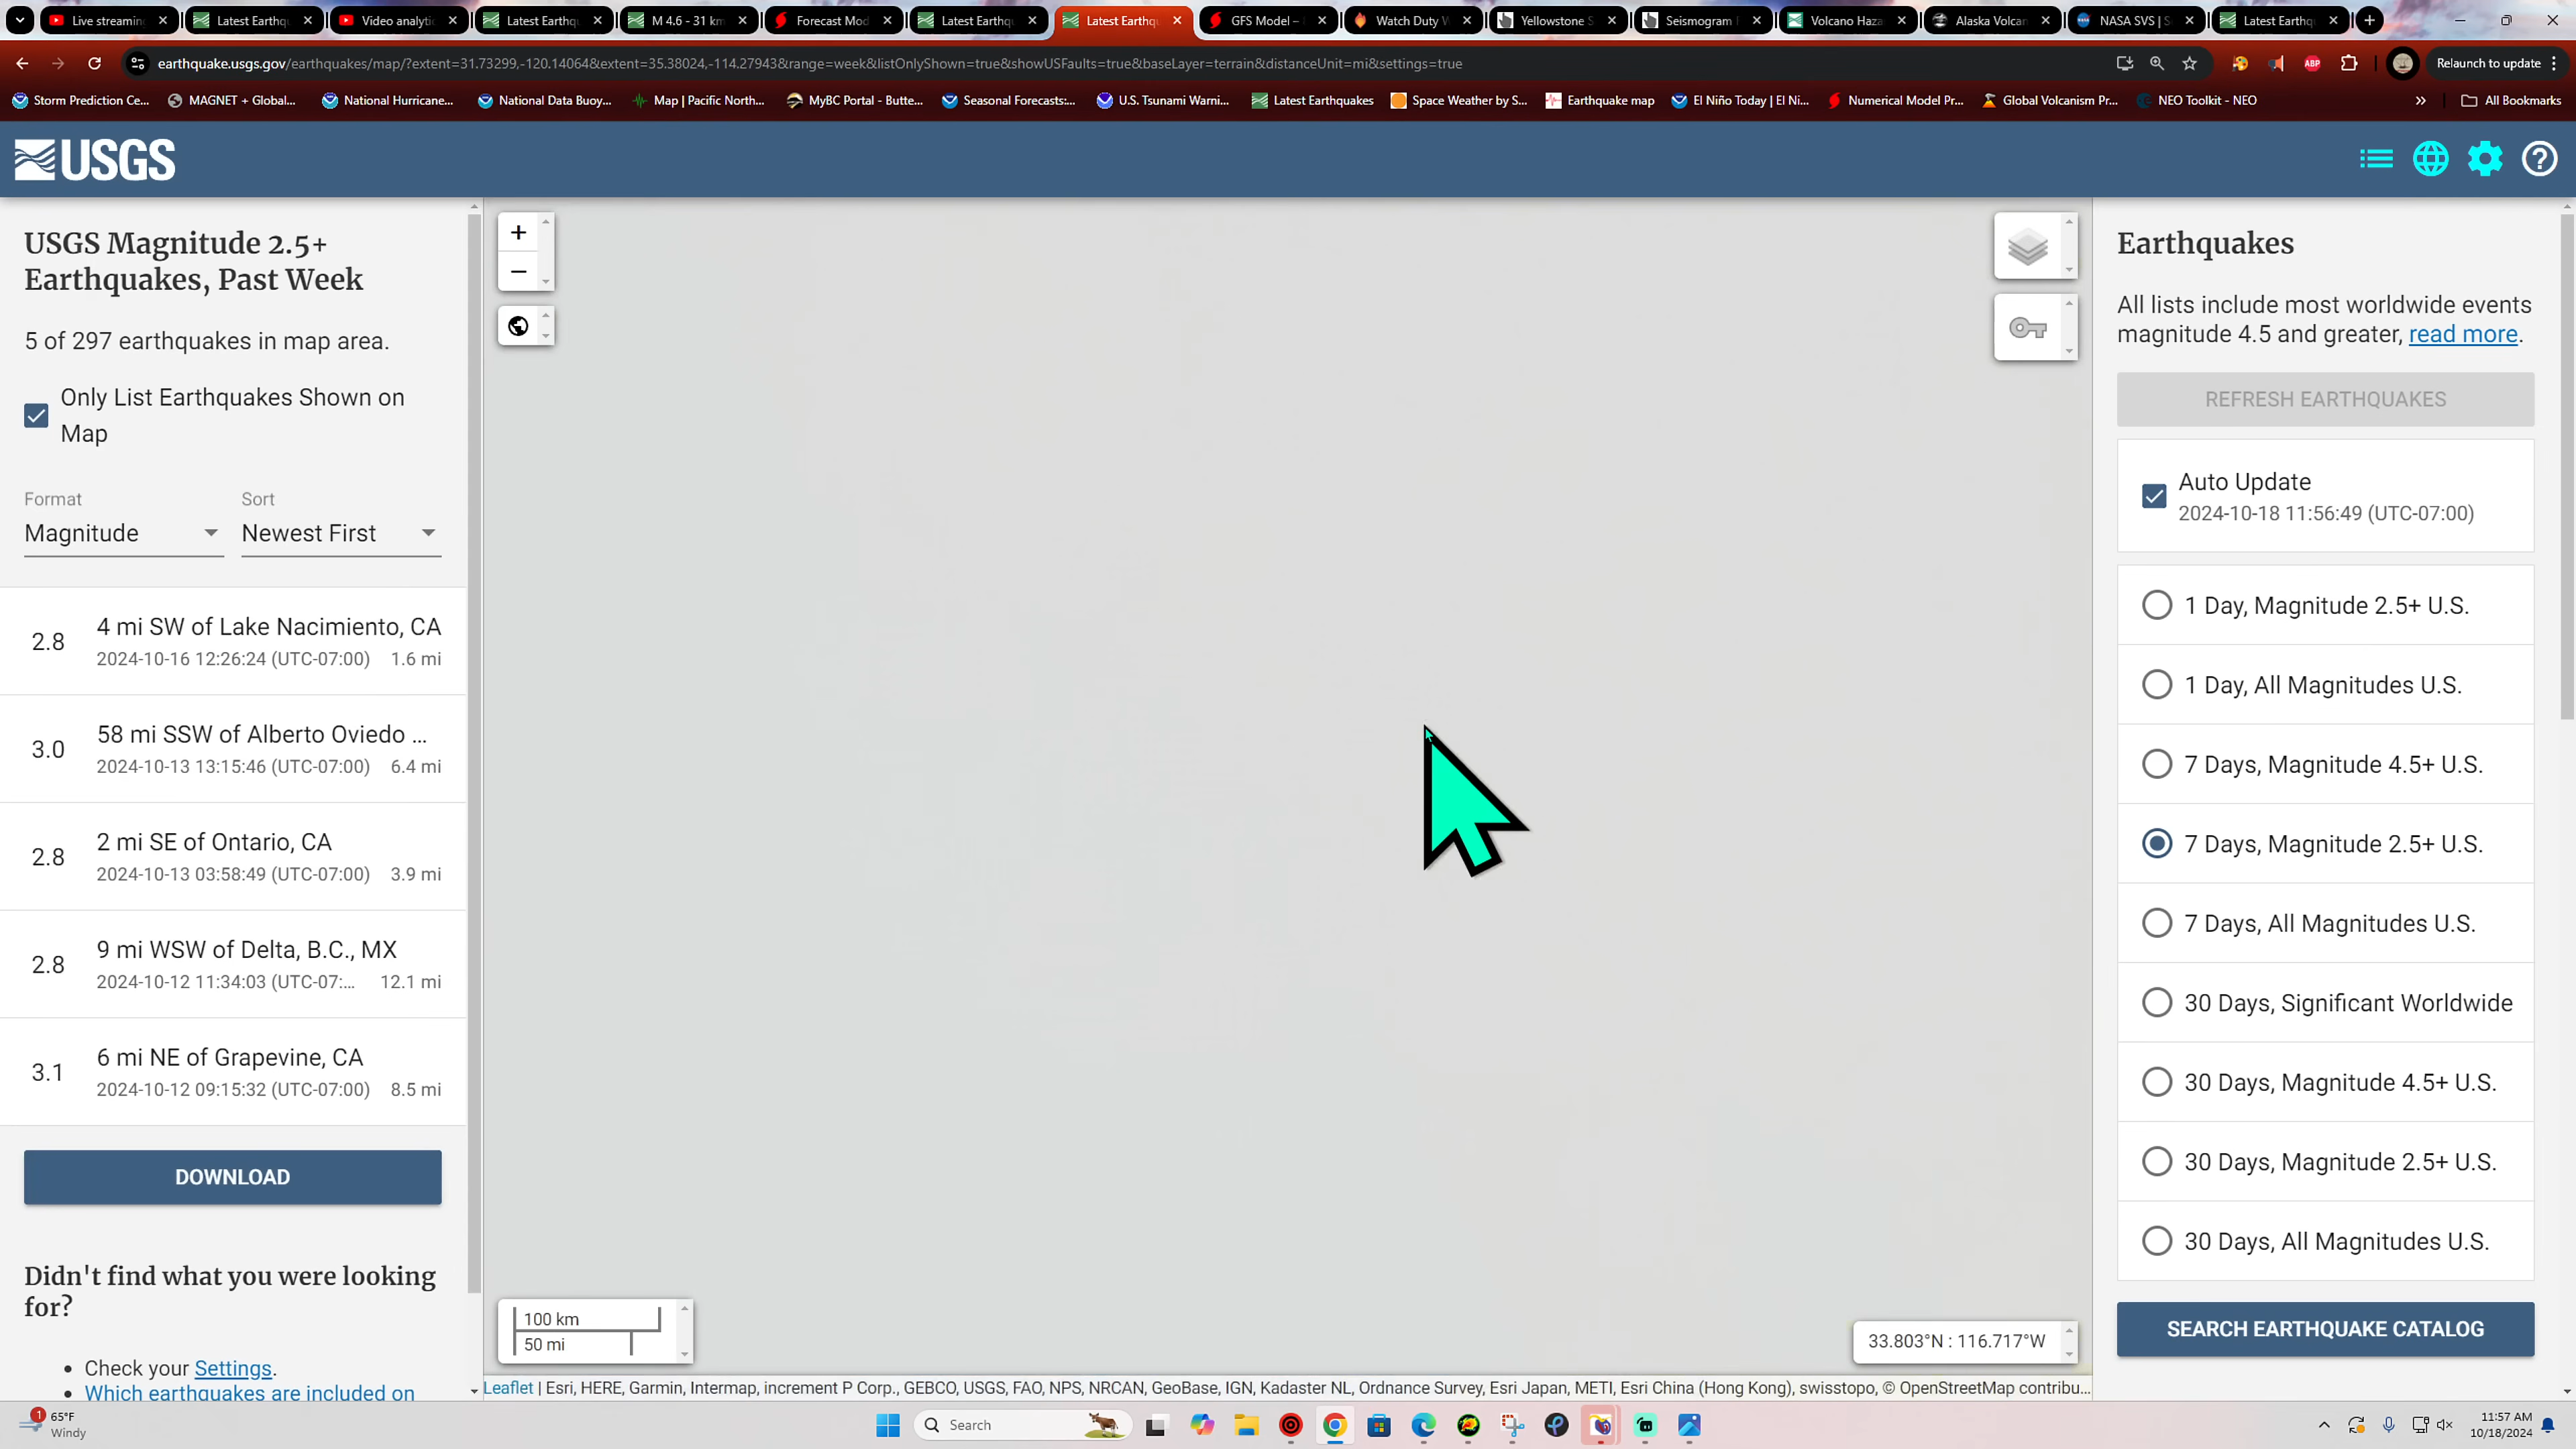 Live streaming
Latest Earthqu
Video analytic
Latest Earthqu
M 4.6 - 31 km
Forecast Mod
Latest Earthqu
Latest Earthqu
GFS Model –
Watch Duty W
Yellowstone S
Seismogram
Volcano Haza
Alaska Volcan
NASA SVS | S
Latest Earthq
earthquake.usgs.gov/earthquakes/map/?extent=31.73299,-120.14064&extent=35.38024,-114.27943&range=week&listOnlyShown=true&showUSFaults=true&baseLayer=terrain&distanceUnit=mi&settings=true
ABP
Relaunch to update
Storm Prediction Ce...
MAGNET + Global...
National Hurricane...
National Data Buoy...
Map | Pacific North...
MyBC Portal - Butte...
Seasonal Forecasts:...
U.S. Tsunami Warni...
Latest Earthquakes
Space Weather by S...
Earthquake map
El Niño Today | El Ni...
Numerical Model Pr...
Global Volcanism Pr...
NEO Toolkit - NEO
All Bookmarks
USGS
USGS Magnitude 2.5+
Earthquakes, Past Week
5 of 297 earthquakes in map area.
Only List Earthquakes Shown on
Map
Format
Sort
Magnitude
Newest First
2.8
4 mi SW of Lake Nacimiento, CA
2024-10-16 12:26:24 (UTC-07:00) 1.6 mi
3.0
58 mi SSW of Alberto Oviedo ...
2024-10-13 13:15:46 (UTC-07:00) 6.4 mi
2.8
2 mi SE of Ontario, CA
2024-10-13 03:58:49 (UTC-07:00) 3.9 mi
2.8
9 mi WSW of Delta, B.C., MX
2024-10-12 11:34:03 (UTC-07:... 12.1 mi
3.1
6 mi NE of Grapevine, CA
2024-10-12 09:15:32 (UTC-07:00) 8.5 mi
DOWNLOAD
Didn't find what you were looking
for?
• Check your Settings.
• Which earthquakes are included on
+
−
100 km
50 mi
33.803°N : 116.717°W
Leaflet | Esri, HERE, Garmin, Intermap, increment P Corp., GEBCO, USGS, FAO, NPS, NRCAN, GeoBase, IGN, Kadaster NL, Ordnance Survey, Esri Japan, METI, Esri China (Hong Kong), swisstopo, © OpenStreetMap contribu...
Earthquakes
All lists include most worldwide events
magnitude 4.5 and greater, read more.
REFRESH EARTHQUAKES
Auto Update
2024-10-18 11:56:49 (UTC-07:00)
1 Day, Magnitude 2.5+ U.S.
1 Day, All Magnitudes U.S.
7 Days, Magnitude 4.5+ U.S.
7 Days, Magnitude 2.5+ U.S.
7 Days, All Magnitudes U.S.
30 Days, Significant Worldwide
30 Days, Magnitude 4.5+ U.S.
30 Days, Magnitude 2.5+ U.S.
30 Days, All Magnitudes U.S.
SEARCH EARTHQUAKE CATALOG
1
65°F
Windy
Search
11:57 AM
10/18/2024